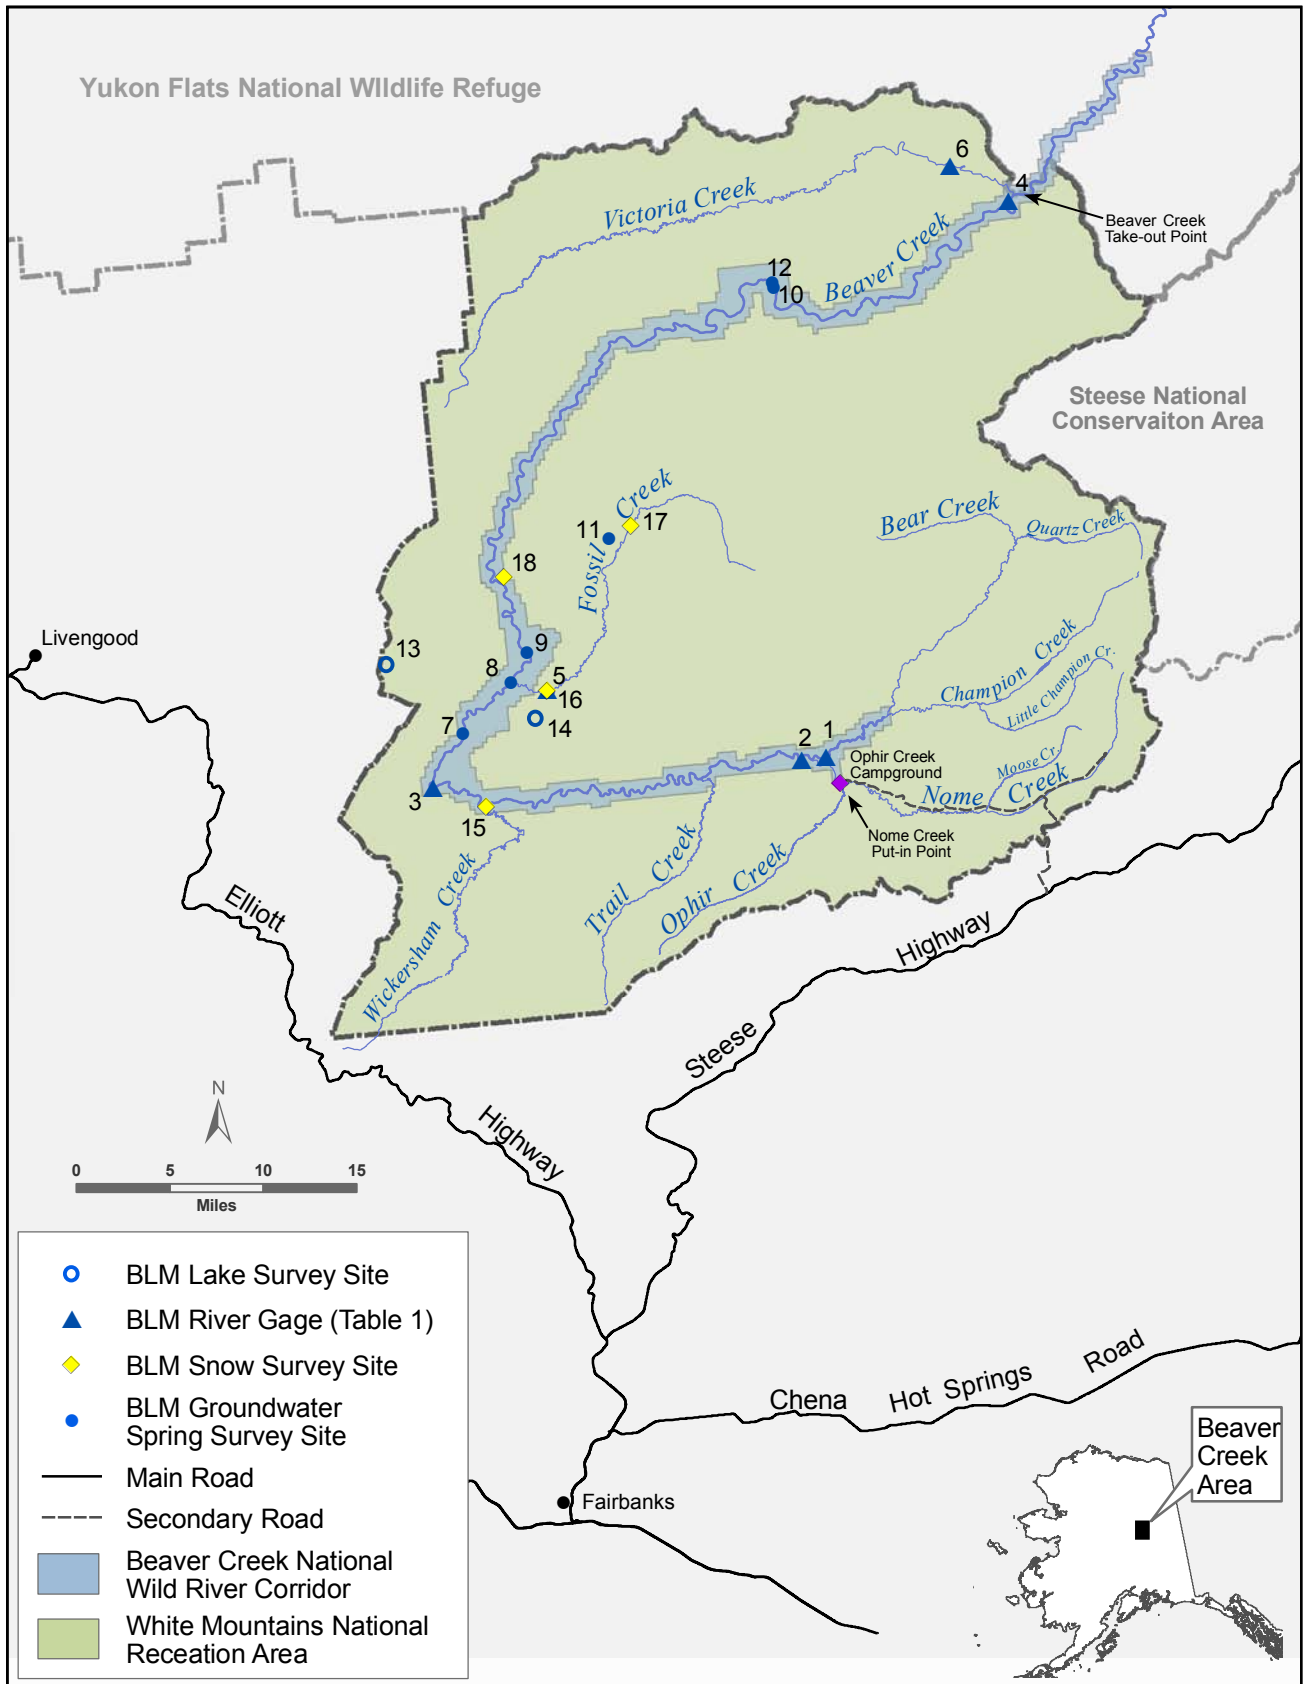 Yukon Flats National WIldlife Refuge
6
4
Victoria Creek
Beaver Creek
Take-out Point
Beaver Creek
12
10
Steese National
Conservaiton Area
Fossil Creek
17
11
Bear Creek
Quartz Creek
18
Livengood
13
9
8
5
16
14
Champion Creek
Little Champion Cr.
7
2
1
Ophir Creek
Campground
Moose Cr.
Nome Creek
3
15
Nome Creek
Put-in Point
Trail Creek
Ophir Creek
Wickersham Creek
Elliott
Highway
Steese
Highway
N
0 5 10 15
Miles
BLM Lake Survey Site
BLM River Gage (Table 1)
BLM Snow Survey Site
BLM Groundwater
Spring Survey Site
Main Road
Secondary Road
Beaver Creek National
Wild River Corridor
White Mountains National
Receation Area
Chena Hot Springs Road
Fairbanks
Beaver
Creek
Area